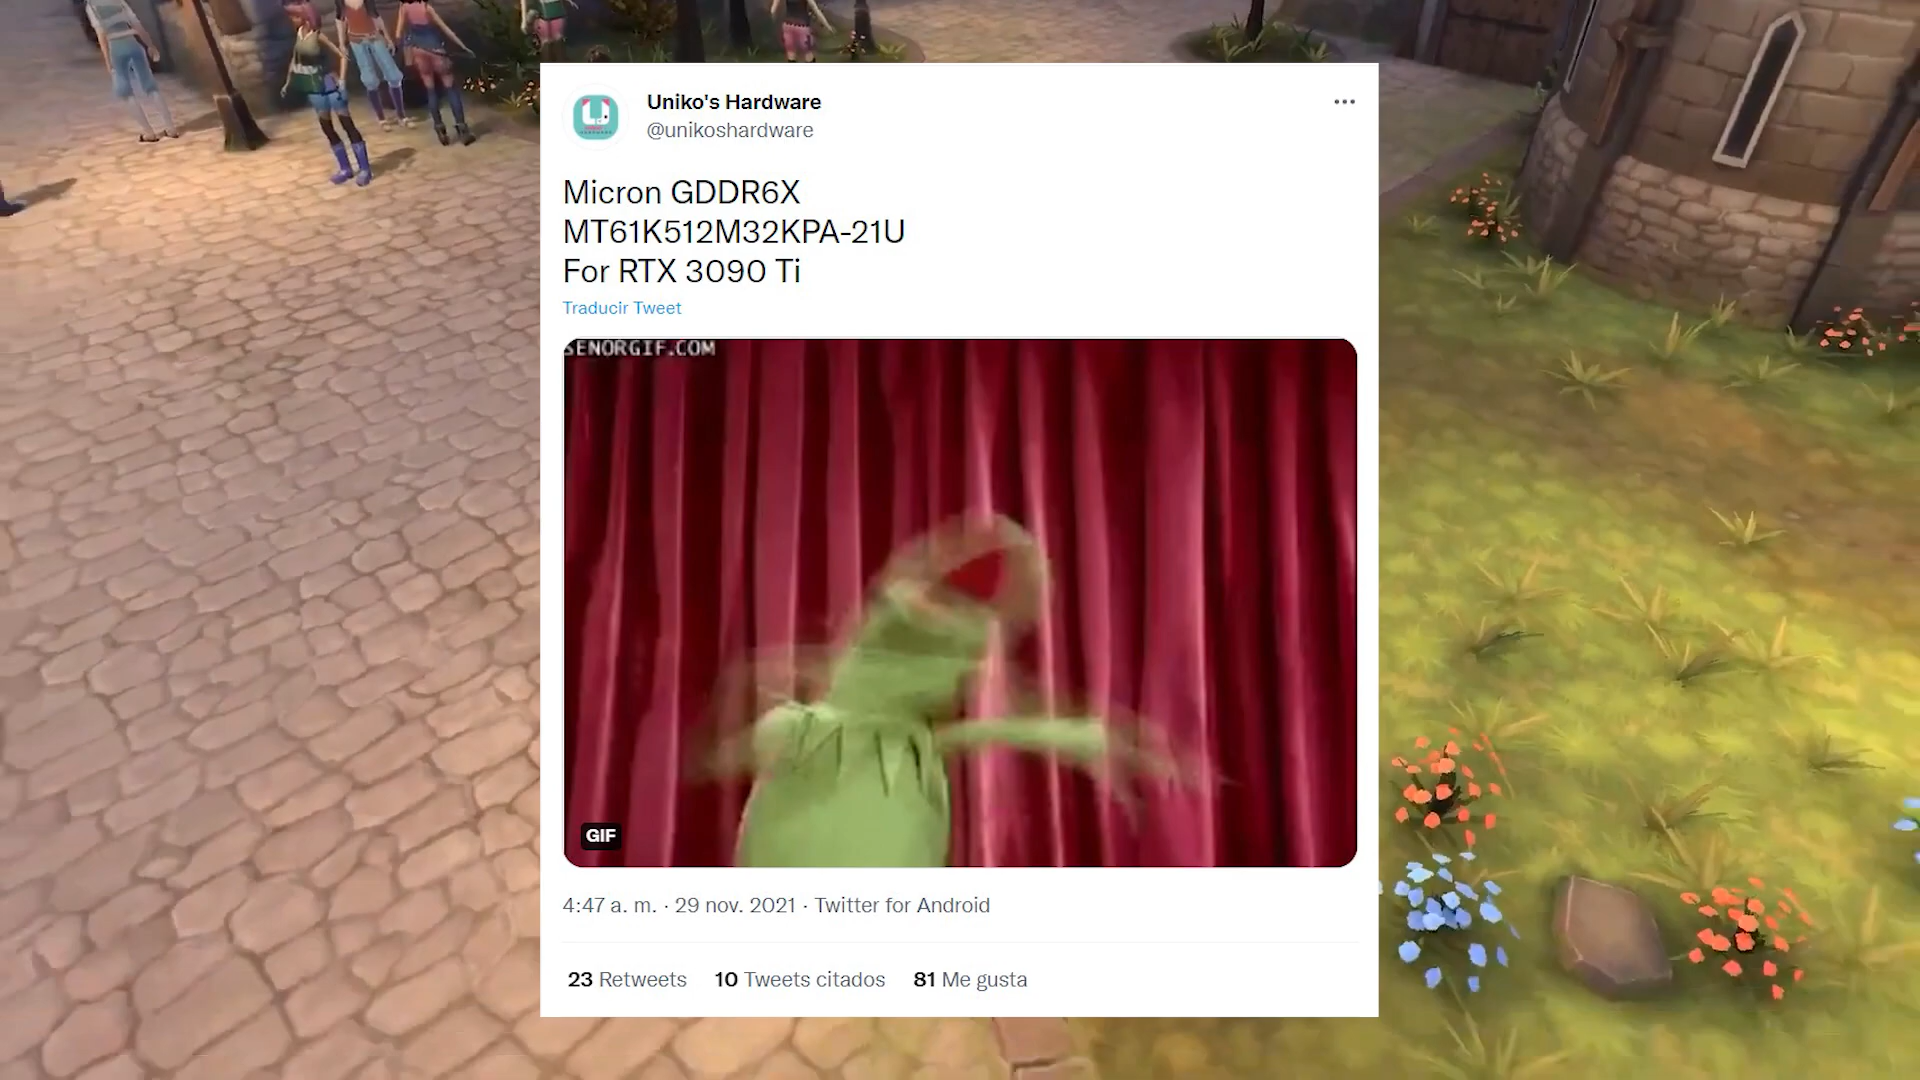 Uniko's Hardware
@unikoshardware
Micron GDDR6X
MT61K512M32KPA-21U
For RTX 3090 Ti
Traducir Tweet
SENORGIF.COM
GIF
4:47 a. m. · 29 nov. 2021 · Twitter for Android
23 Retweets 10 Tweets citados 81 Me gusta